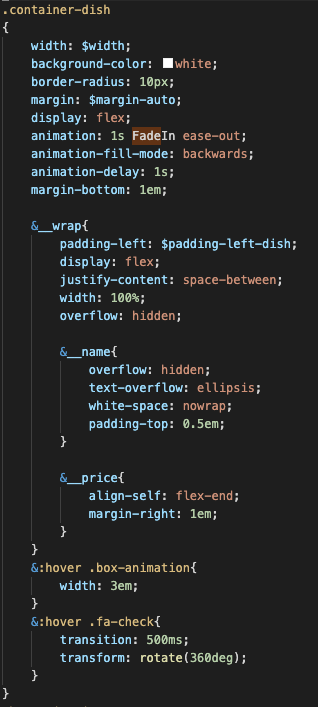 .container-dish
{
    width: $width;
    background-color: white;
    border-radius: 10px;
    margin: $margin-auto;
    display: flex;
    animation: 1s FadeIn ease-out;
    animation-fill-mode: backwards;
    animation-delay: 1s;
    margin-bottom: 1em;

    &__wrap{
        padding-left: $padding-left-dish;
        display: flex;
        justify-content: space-between;
        width: 100%;
        overflow: hidden;

        &__name{
            overflow: hidden;
            text-overflow: ellipsis;
            white-space: nowrap;
            padding-top: 0.5em;
        }

        &__price{
            align-self: flex-end;
            margin-right: 1em;
        }
    }
    &:hover .box-animation{
        width: 3em;
    }
    &:hover .fa-check{
        transition: 500ms;
        transform: rotate(360deg);
    }
}